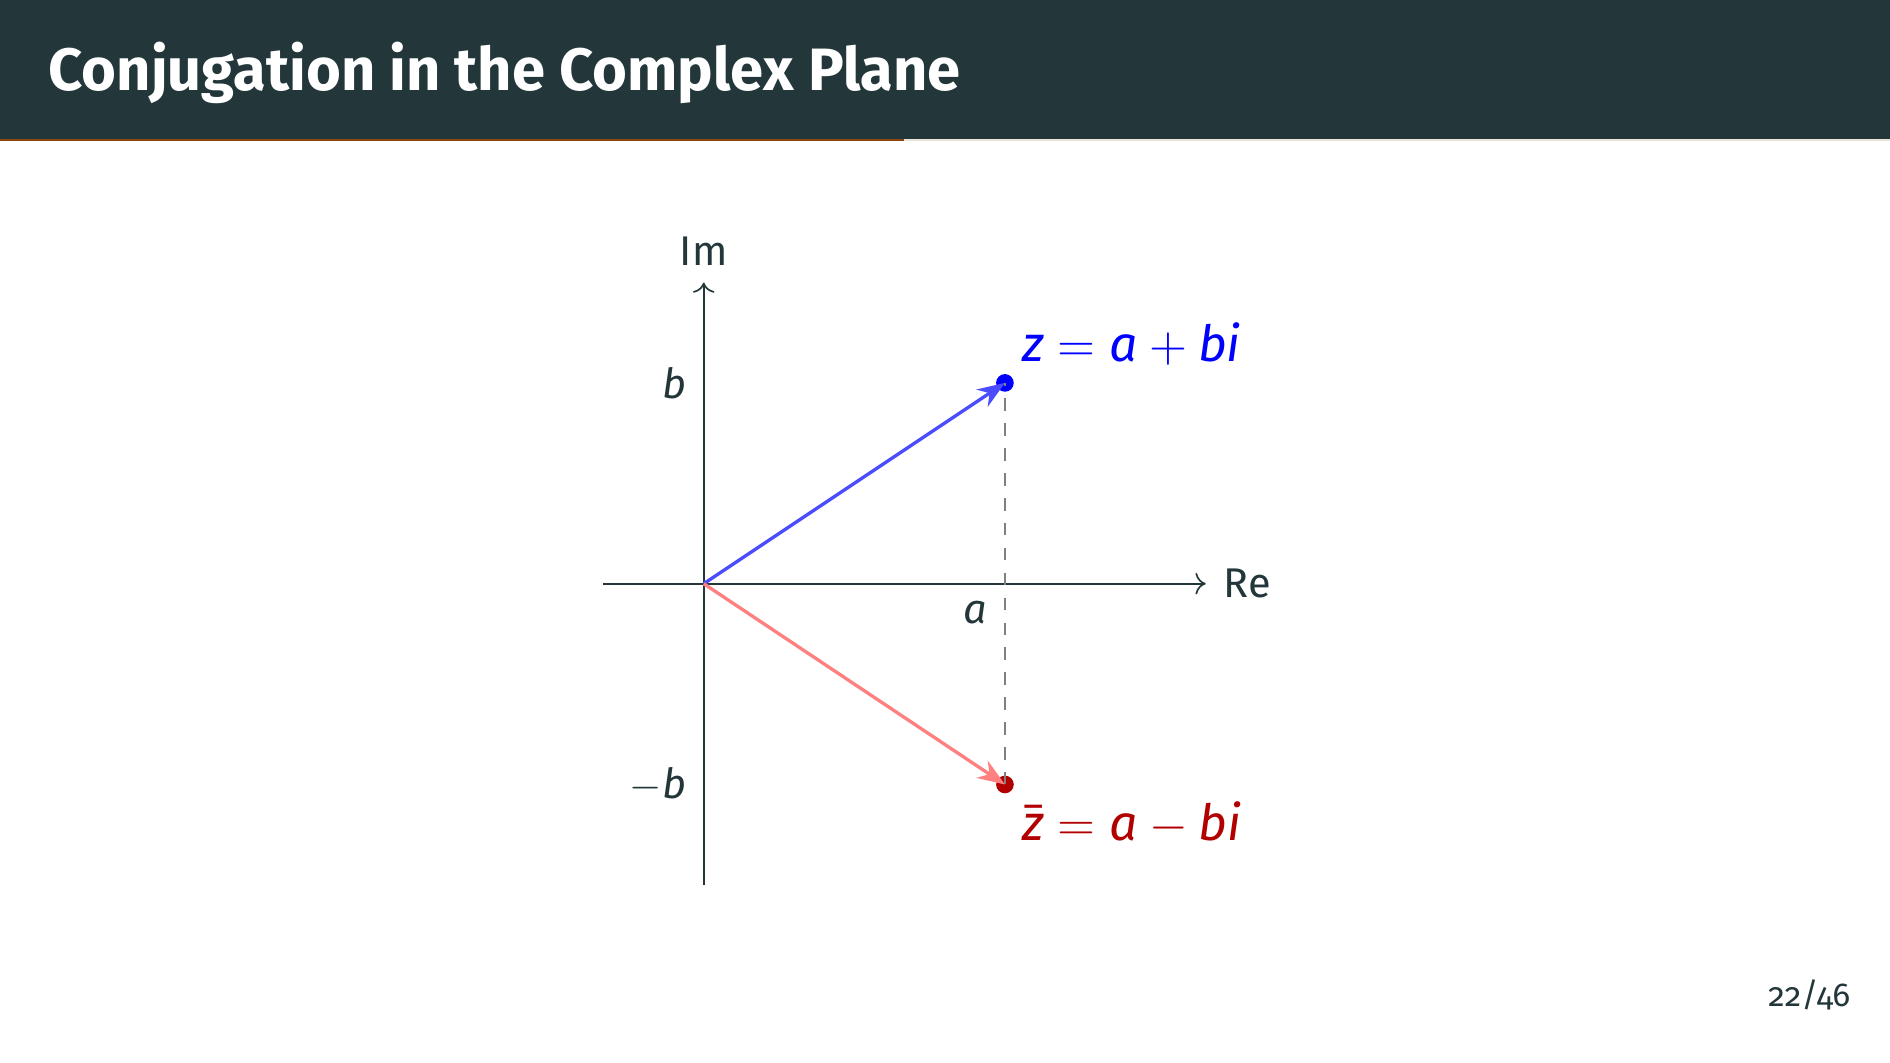 Conjugation in the Complex Plane
Im
z = a + bi
b
Re
a
−b
z̄ = a − bi
22/46